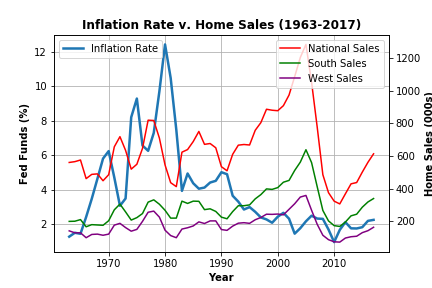 Inflation Rate v. Home Sales (1963-2017)
Inflation Rate
National Sales
South Sales
West Sales
Fed Funds (%)
12
10
8
6
4
2
Home Sales (000s)
1200
1000
800
600
400
200
1970
1980
1990
2000
2010
Year